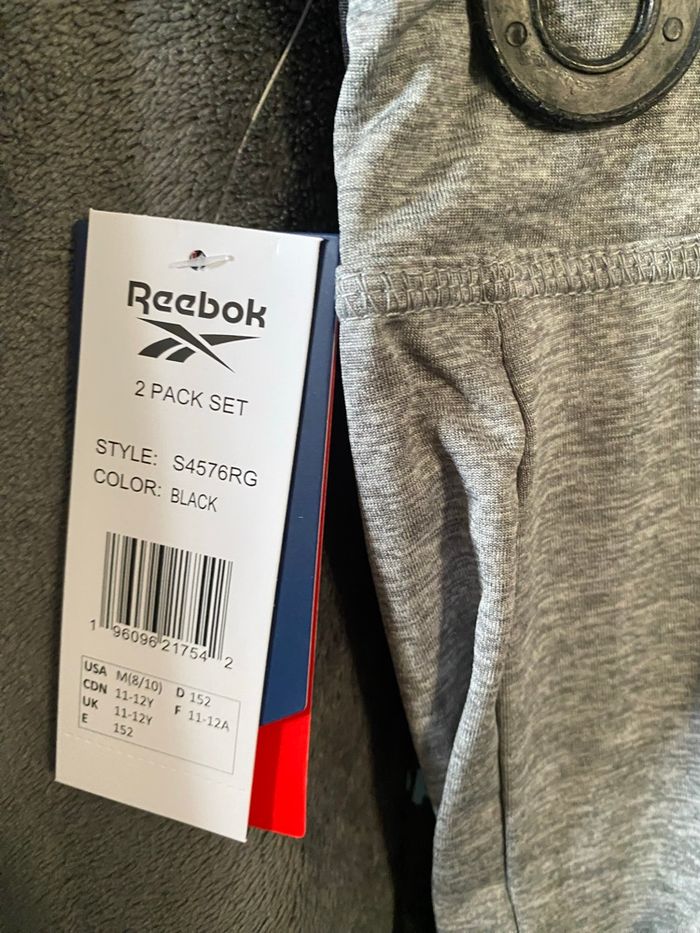 Reebok
2 PACK SET
STYLE: S4576RG
COLOR: BLACK
1 96096 21754 2
USA M(8/10) D 152
CDN 11-12Y F 11-12A
UK 11-12Y
E 152